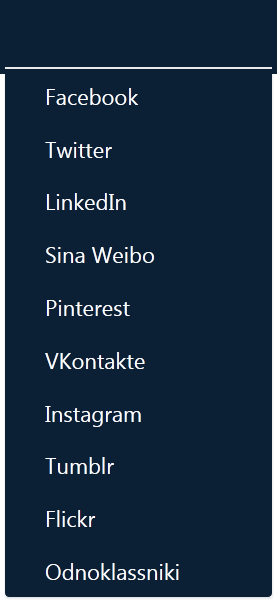 Facebook
Twitter
LinkedIn
Sina Weibo
Pinterest
VKontakte
Instagram
Tumblr
Flickr
Odnoklassniki